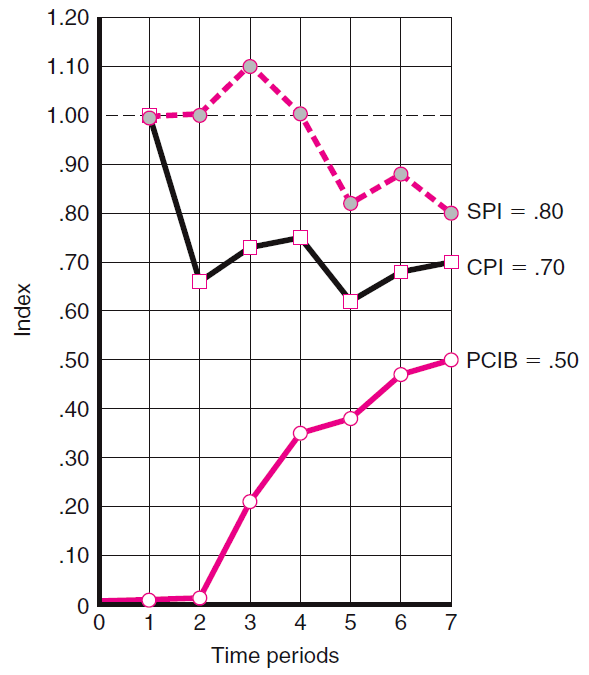 1.20
1.10
1.00
.90
.80
.70
.60
.50
.40
.30
.20
.10
0
Index
SPI = .80
CPI = .70
PCIB = .50
0 1 2 3 4 5 6 7
Time periods